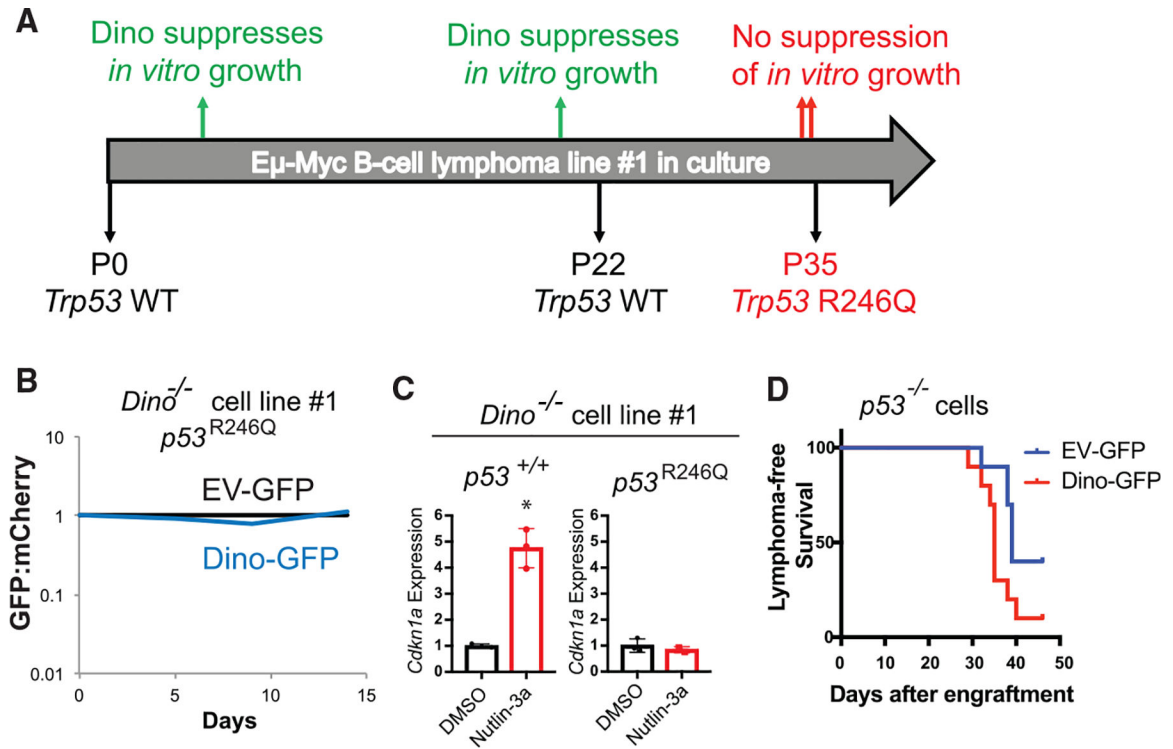 A
Dino suppresses
in vitro growth
Dino suppresses
in vitro growth
No suppression
of in vitro growth
Eμ-Myc B-cell lymphoma line #1 in culture
P0
Trp53 WT
P22
Trp53 WT
P35
Trp53 R246Q
B
Dino-/- cell line #1
p53R246Q
GFP:mCherry
10
1
0.1
0.01
EV-GFP
Dino-GFP
0
5
10
15
Days
C
Dino-/- cell line #1
p53+/+
Cdkn1a Expression
6
5
4
3
2
1
0
*
DMSO
Nutlin-3a
p53R246Q
Cdkn1a Expression
6
5
4
3
2
1
0
DMSO
Nutlin-3a
D
p53-/- cells
Lymphoma-free
Survival
100
50
0
EV-GFP
Dino-GFP
0
10
20
30
40
50
Days after engraftment